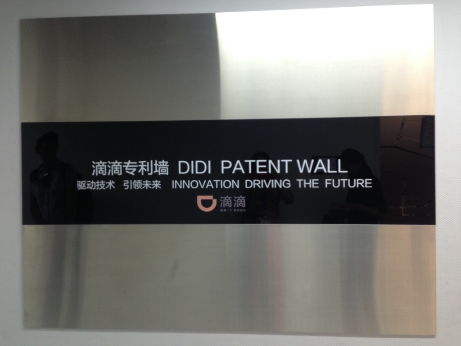 滴滴专利墙 DIDI PATENT WALL
驱动技术 引领未来 INNOVATION DRIVING THE FUTURE
滴滴